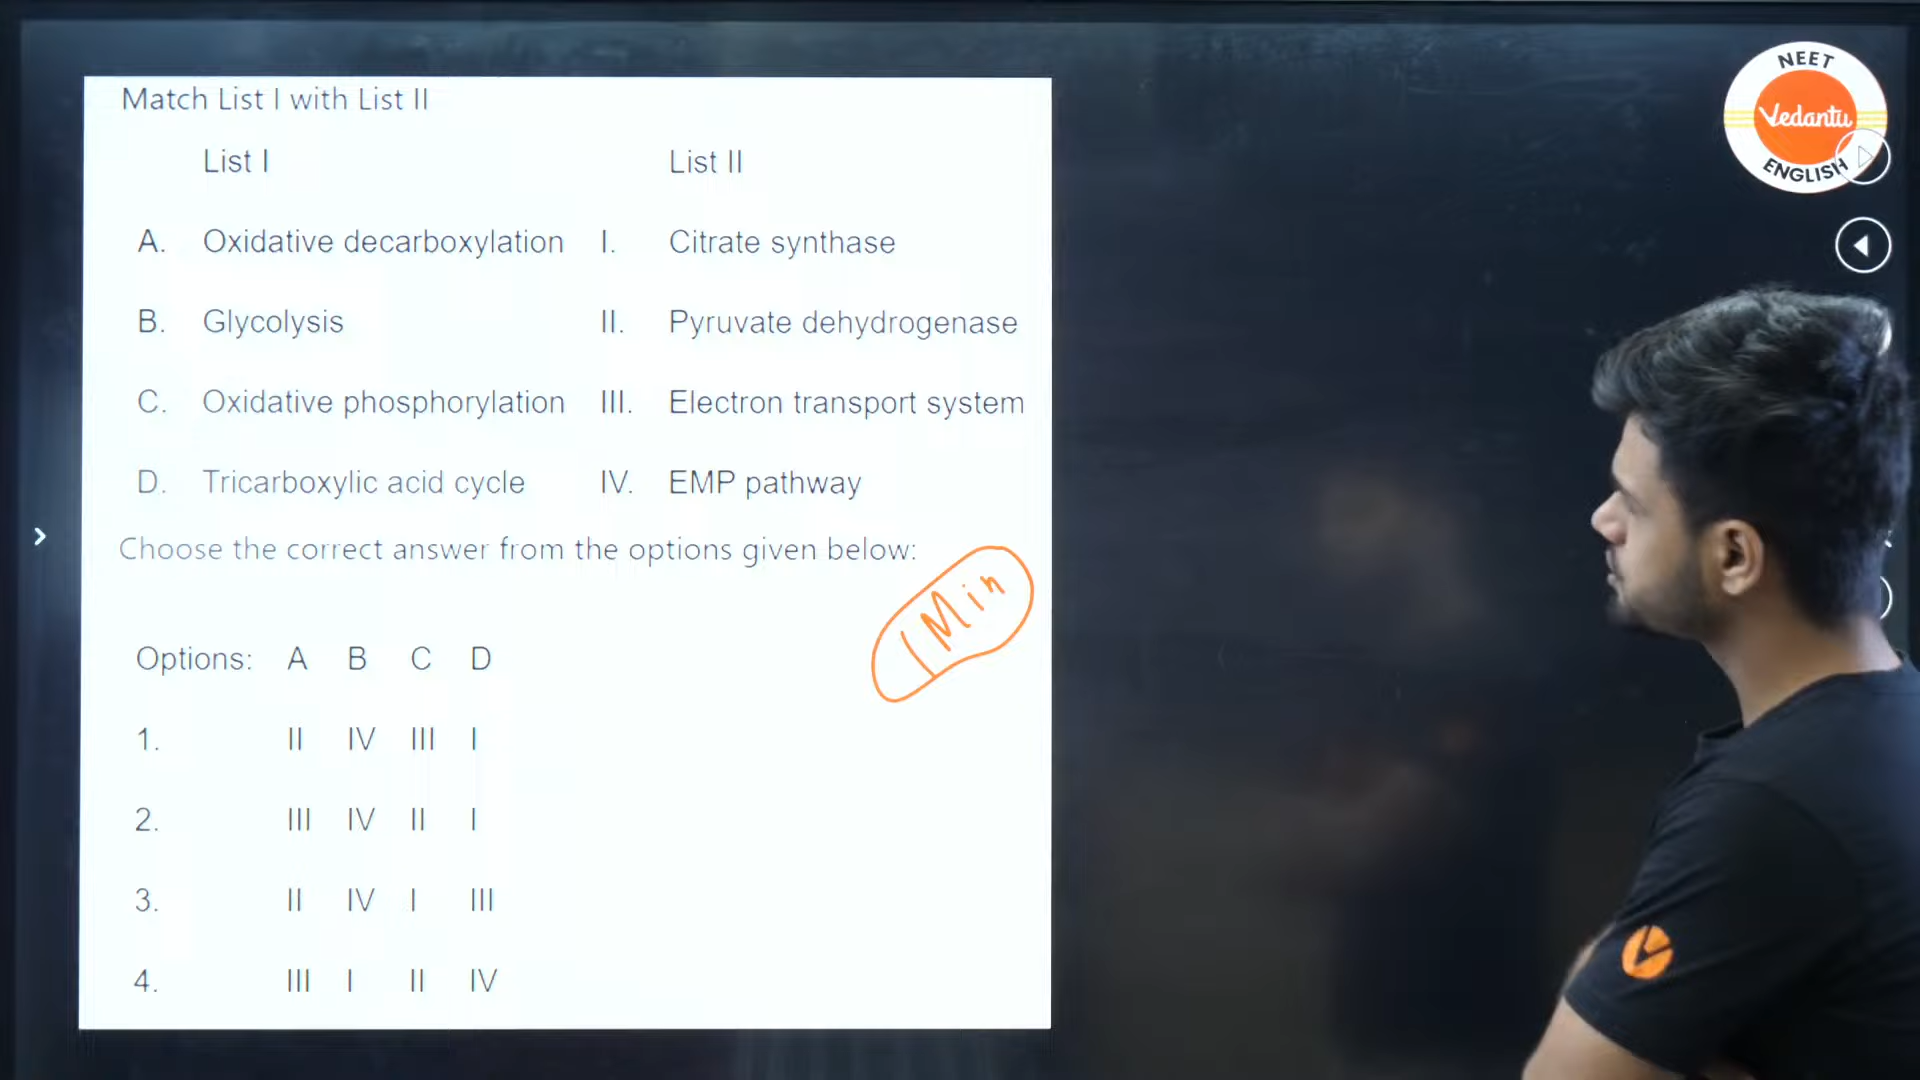 Match List I with List II
List I List II
A. Oxidative decarboxylation I. Citrate synthase
B. Glycolysis II. Pyruvate dehydrogenase
C. Oxidative phosphorylation III. Electron transport system
D. Tricarboxylic acid cycle IV. EMP pathway
Choose the correct answer from the options given below:
1 Min
Options: A B C D
1. II IV III I
2. III IV II I
3. II IV I III
4. III I II IV
NEET
Vedantu
ENGLISH